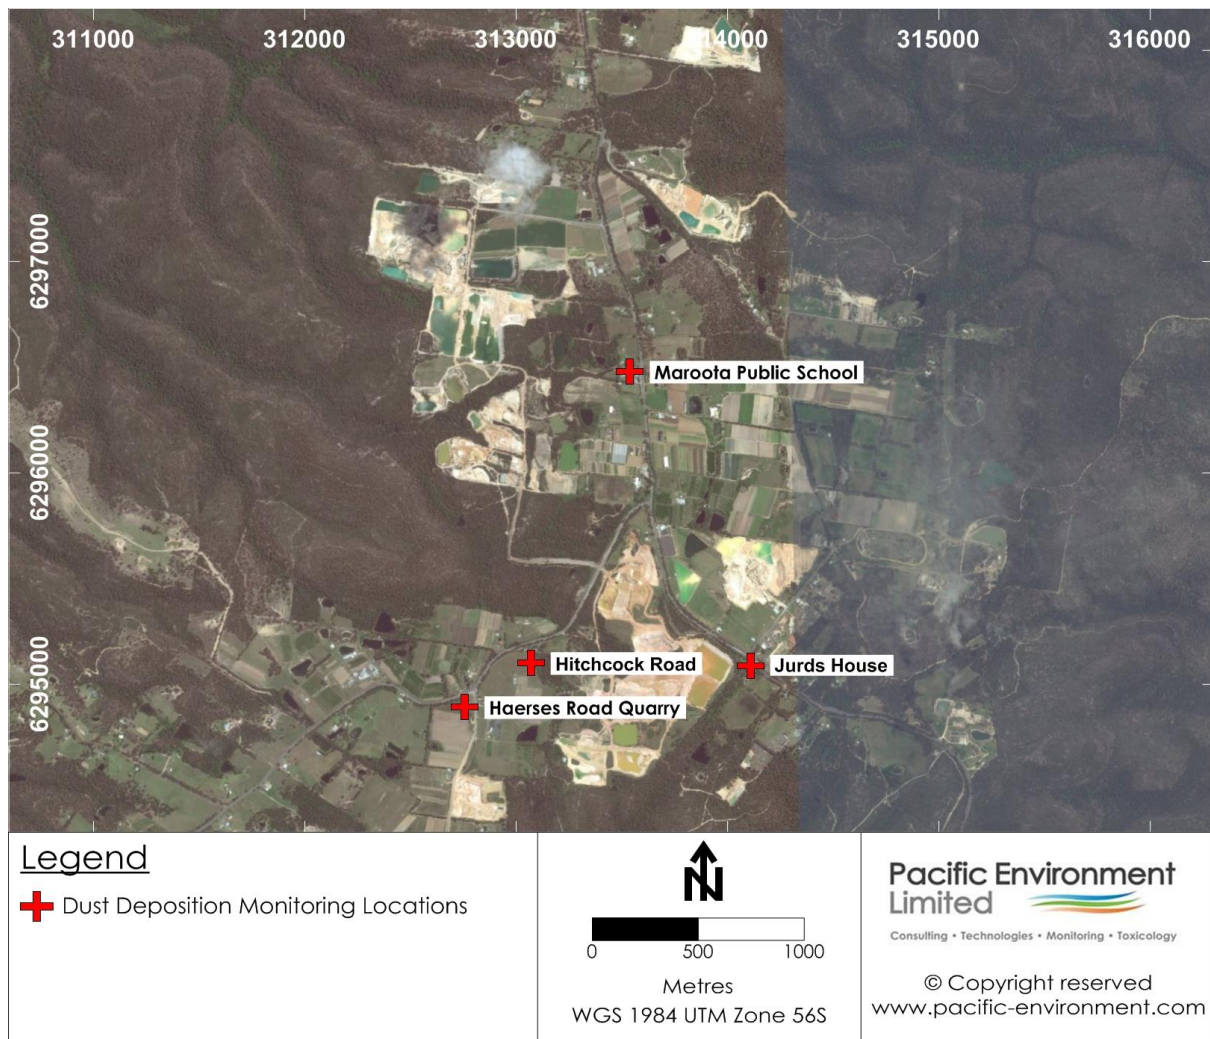 311000 312000 313000 314000 315000 316000
6297000
Maroota Public School
6296000
Hitchcock Road
Jurds House
6295000
Haerses Road Quarry
Legend
Dust Deposition Monitoring Locations
N
0 500 1000
Metres
WGS 1984 UTM Zone 56S
Pacific Environment
Limited
Consulting • Technologies • Monitoring • Toxicology
© Copyright reserved
www.pacific-environment.com